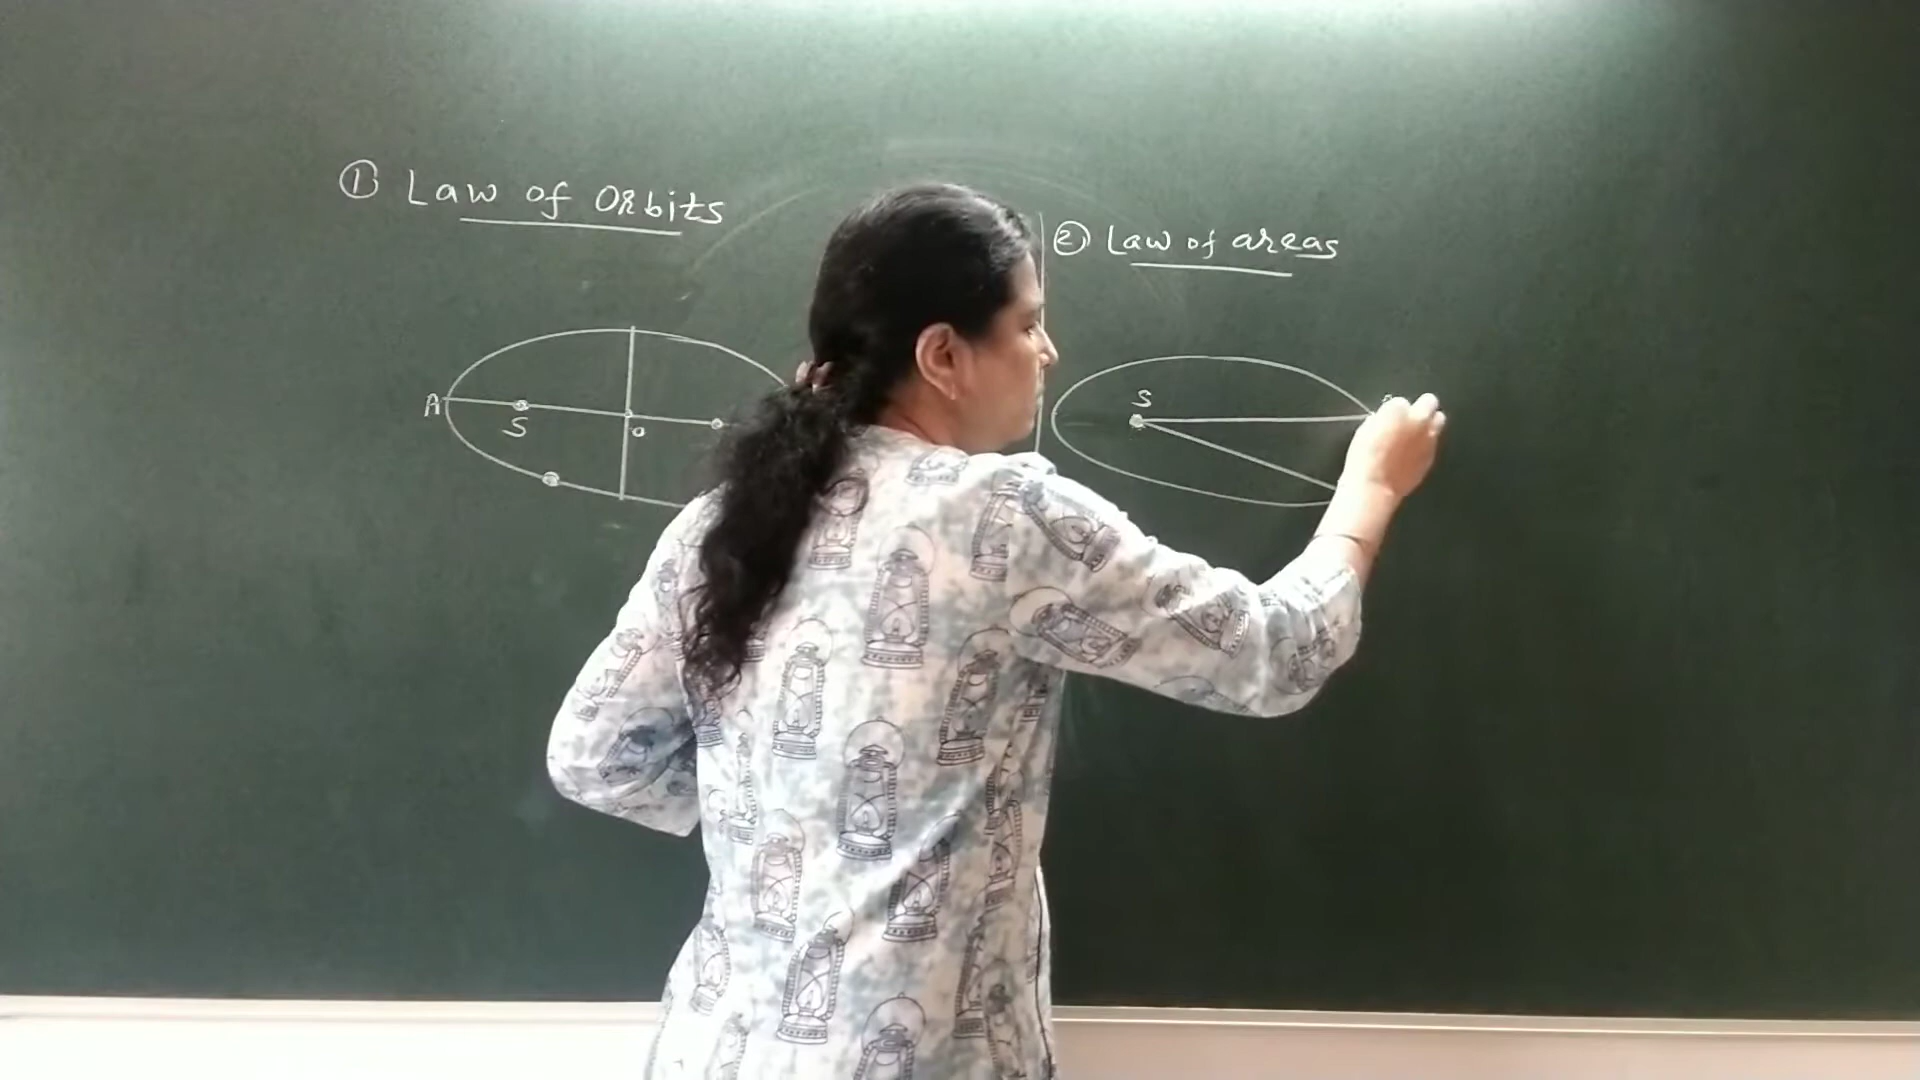 ① Law of Orbits
② Law of areas
A
S
o
S